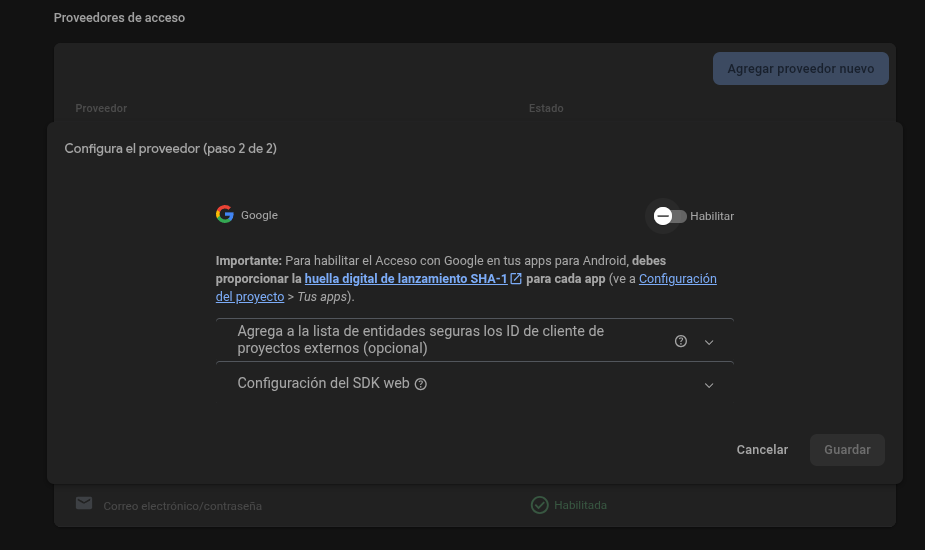 Proveedores de acceso
Agregar proveedor nuevo
Proveedor
Estado
Configura el proveedor (paso 2 de 2)
Google
Habilitar
Importante: Para habilitar el Acceso con Google en tus apps para Android, debes
proporcionar la huella digital de lanzamiento SHA-1 para cada app (ve a Configuración
del proyecto > Tus apps).
Agrega a la lista de entidades seguras los ID de cliente de
proyectos externos (opcional)
Configuración del SDK web
Cancelar
Guardar
Correo electrónico/contraseña
Habilitada